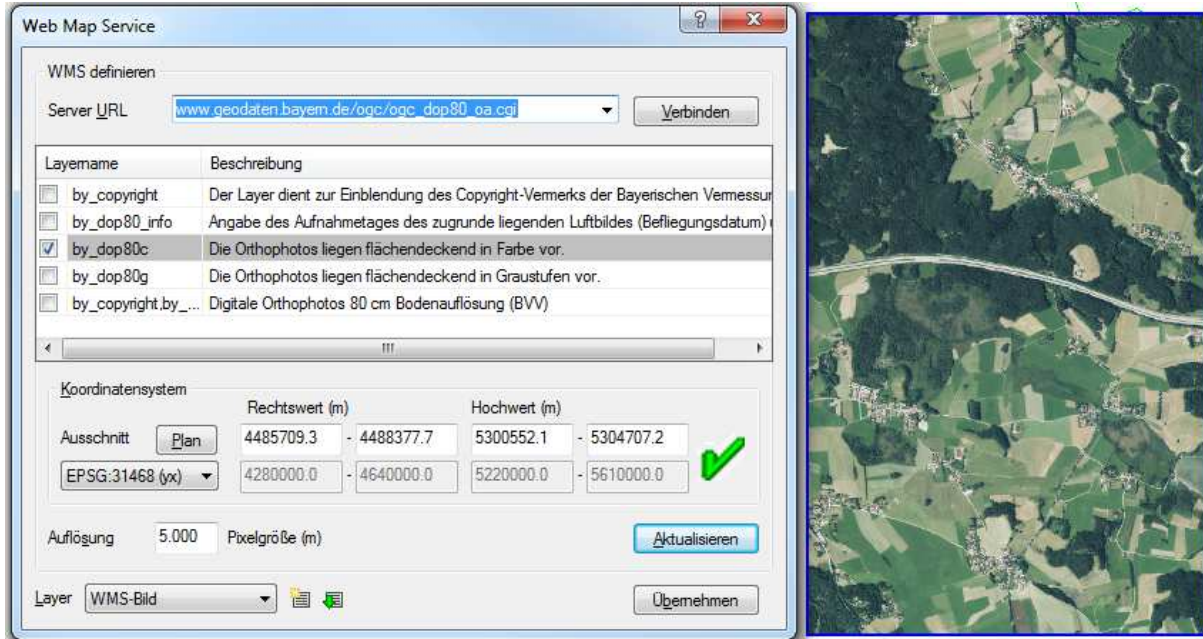 Web Map Service
WMS definieren
Server URL www.geodaten.bayern.de/ogc/ogc_dop80_oa.cgi Verbinden
Layername Beschreibung
by_copyright Der Layer dient zur Einblendung des Copyright-Vermerks der Bayerischen Vermessur
by_dop80_info Angabe des Aufnahmetages des zugrunde liegenden Luftbildes (Befliegungsdatum)
by_dop80c Die Orthophotos liegen flächendeckend in Farbe vor.
by_dop80g Die Orthophotos liegen flächendeckend in Graustufen vor.
by_copyright,by_... Digitale Orthophotos 80 cm Bodenauflösung (BVV)
Koordinatensystem
Rechtswert (m) Hochwert (m)
Ausschnitt Plan 4485709.3 - 4488377.7 5300552.1 - 5304707.2
EPSG:31468 (yx) 4280000.0 - 4640000.0 5220000.0 - 5610000.0
Auflösung 5.000 Pixelgröße (m) Aktualisieren
Layer WMS-Bild Übernehmen